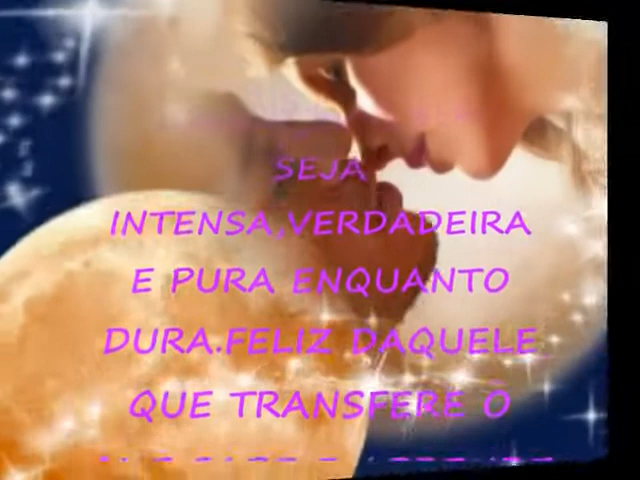 SEJA
INTENSA,VERDADEIRA
E PURA ENQUANTO
DURA.FELIZ DAQUELE
QUE TRANSFERE O